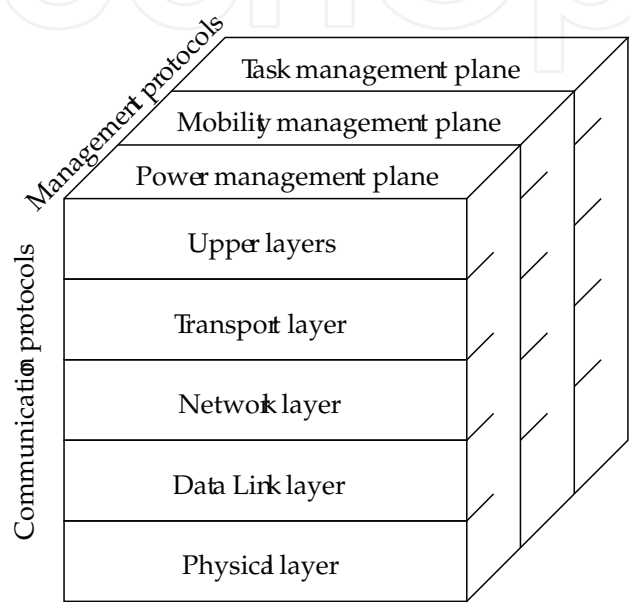 Management protocols
Task management plane
Mobility management plane
Power management plane
Communication protocols
Upper layers
Transport layer
Network layer
Data Link layer
Physical layer